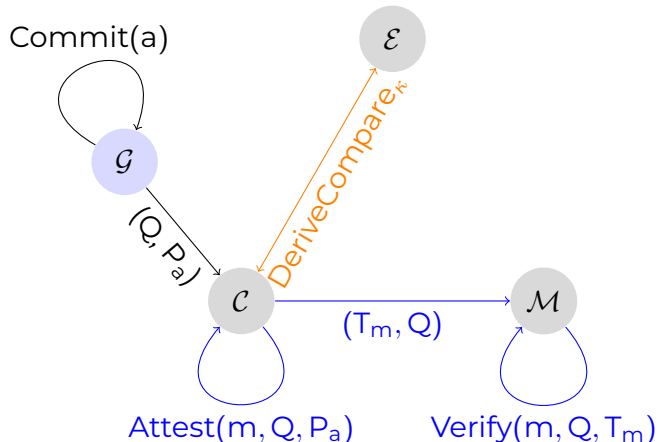 Commit(a)
ℰ
𝒢
DeriveCompare_κ
(Q, P_a)
𝒞
ℳ
(T_m, Q)
Attest(m, Q, P_a)
Verify(m, Q, T_m)